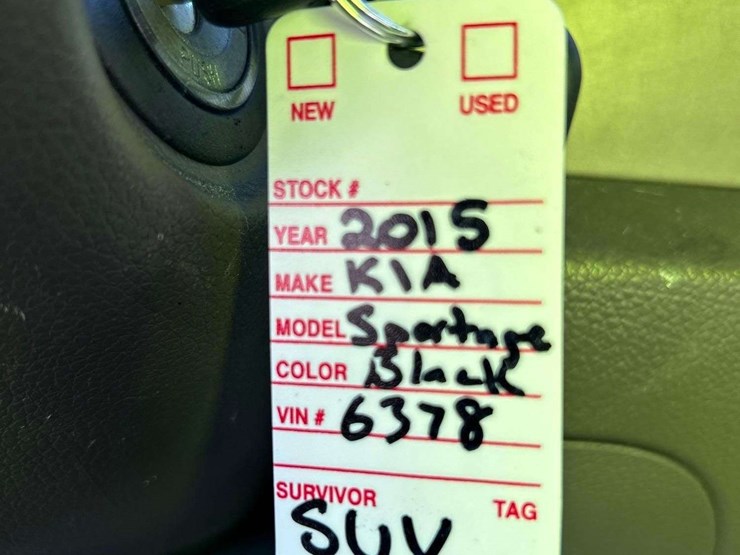 NEW USED
STOCK #
YEAR 2015
MAKE KIA
MODEL Sportage
COLOR Black
VIN # 6378
SURVIVOR TAG
SUV